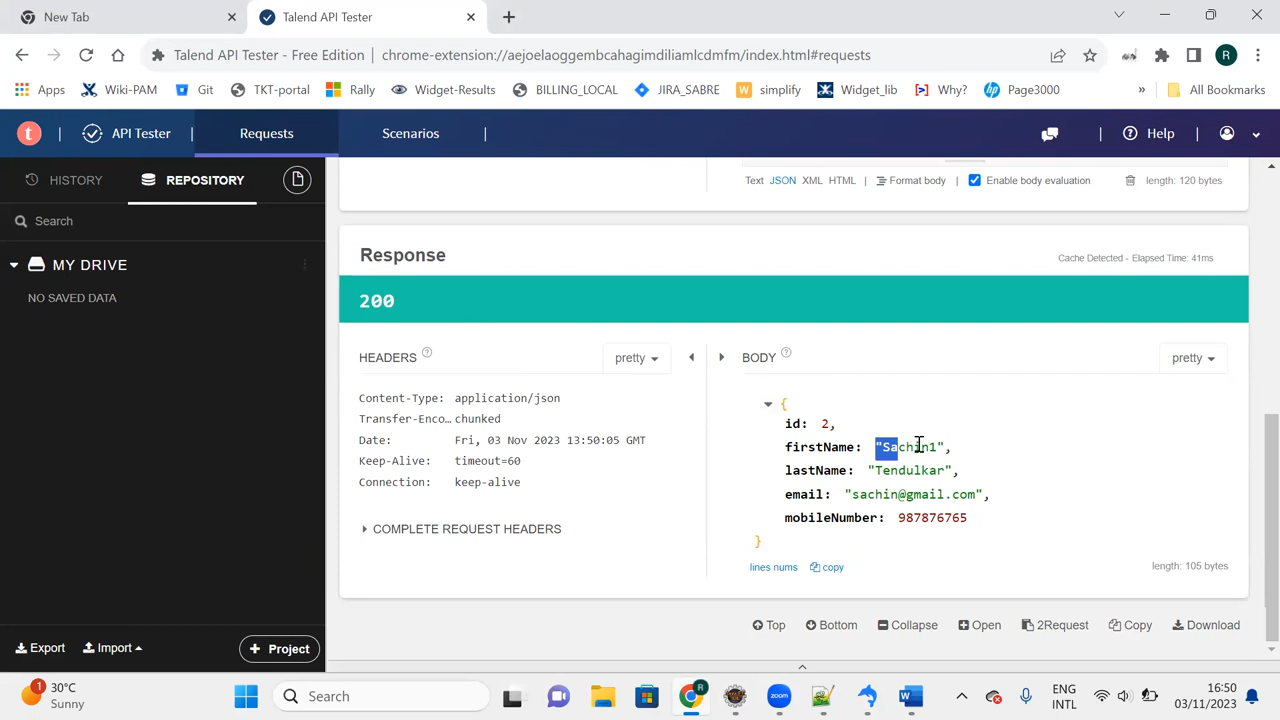 New Tab
Talend API Tester
Talend API Tester - Free Edition | chrome-extension://aejoelaoggembcahagimdiliamlcdmfm/index.html#requests
R
Apps Wiki-PAM Git TKT-portal Rally Widget-Results BILLING_LOCAL JIRA_SABRE simplify Widget_lib Why? Page3000 » All Bookmarks
t | API Tester Requests Scenarios | | Help |
HISTORY REPOSITORY
Search
MY DRIVE
NO SAVED DATA
Text JSON XML HTML Format body | Enable body evaluation length: 120 bytes
Response
Cache Detected - Elapsed Time: 41ms
200
HEADERS pretty
BODY pretty
Content-Type: application/json
Transfer-Enco... chunked
Date: Fri, 03 Nov 2023 13:50:05 GMT
Keep-Alive: timeout=60
Connection: keep-alive
COMPLETE REQUEST HEADERS
{
id: 2,
firstName: "Sachin1",
lastName: "Tendulkar",
email: "sachin@gmail.com",
mobileNumber: 987876765
}
lines nums copy length: 105 bytes
Top Bottom Collapse Open 2Request Copy Download
Export Import + Project
1
30°C
Sunny
Search
R
ENG
INTL
16:50
03/11/2023